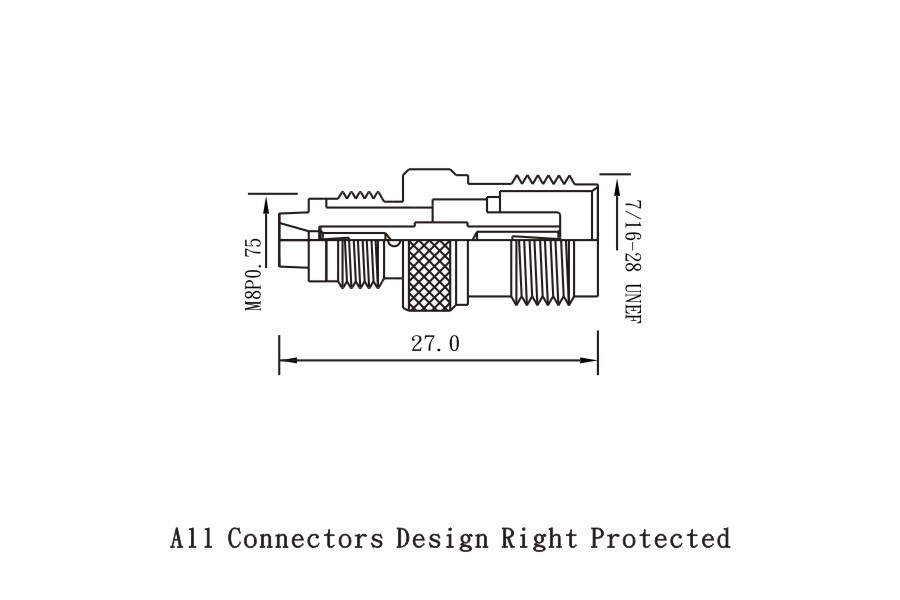 M8P0.75
7/16-28 UNEF
27.0
All Connectors Design Right Protected